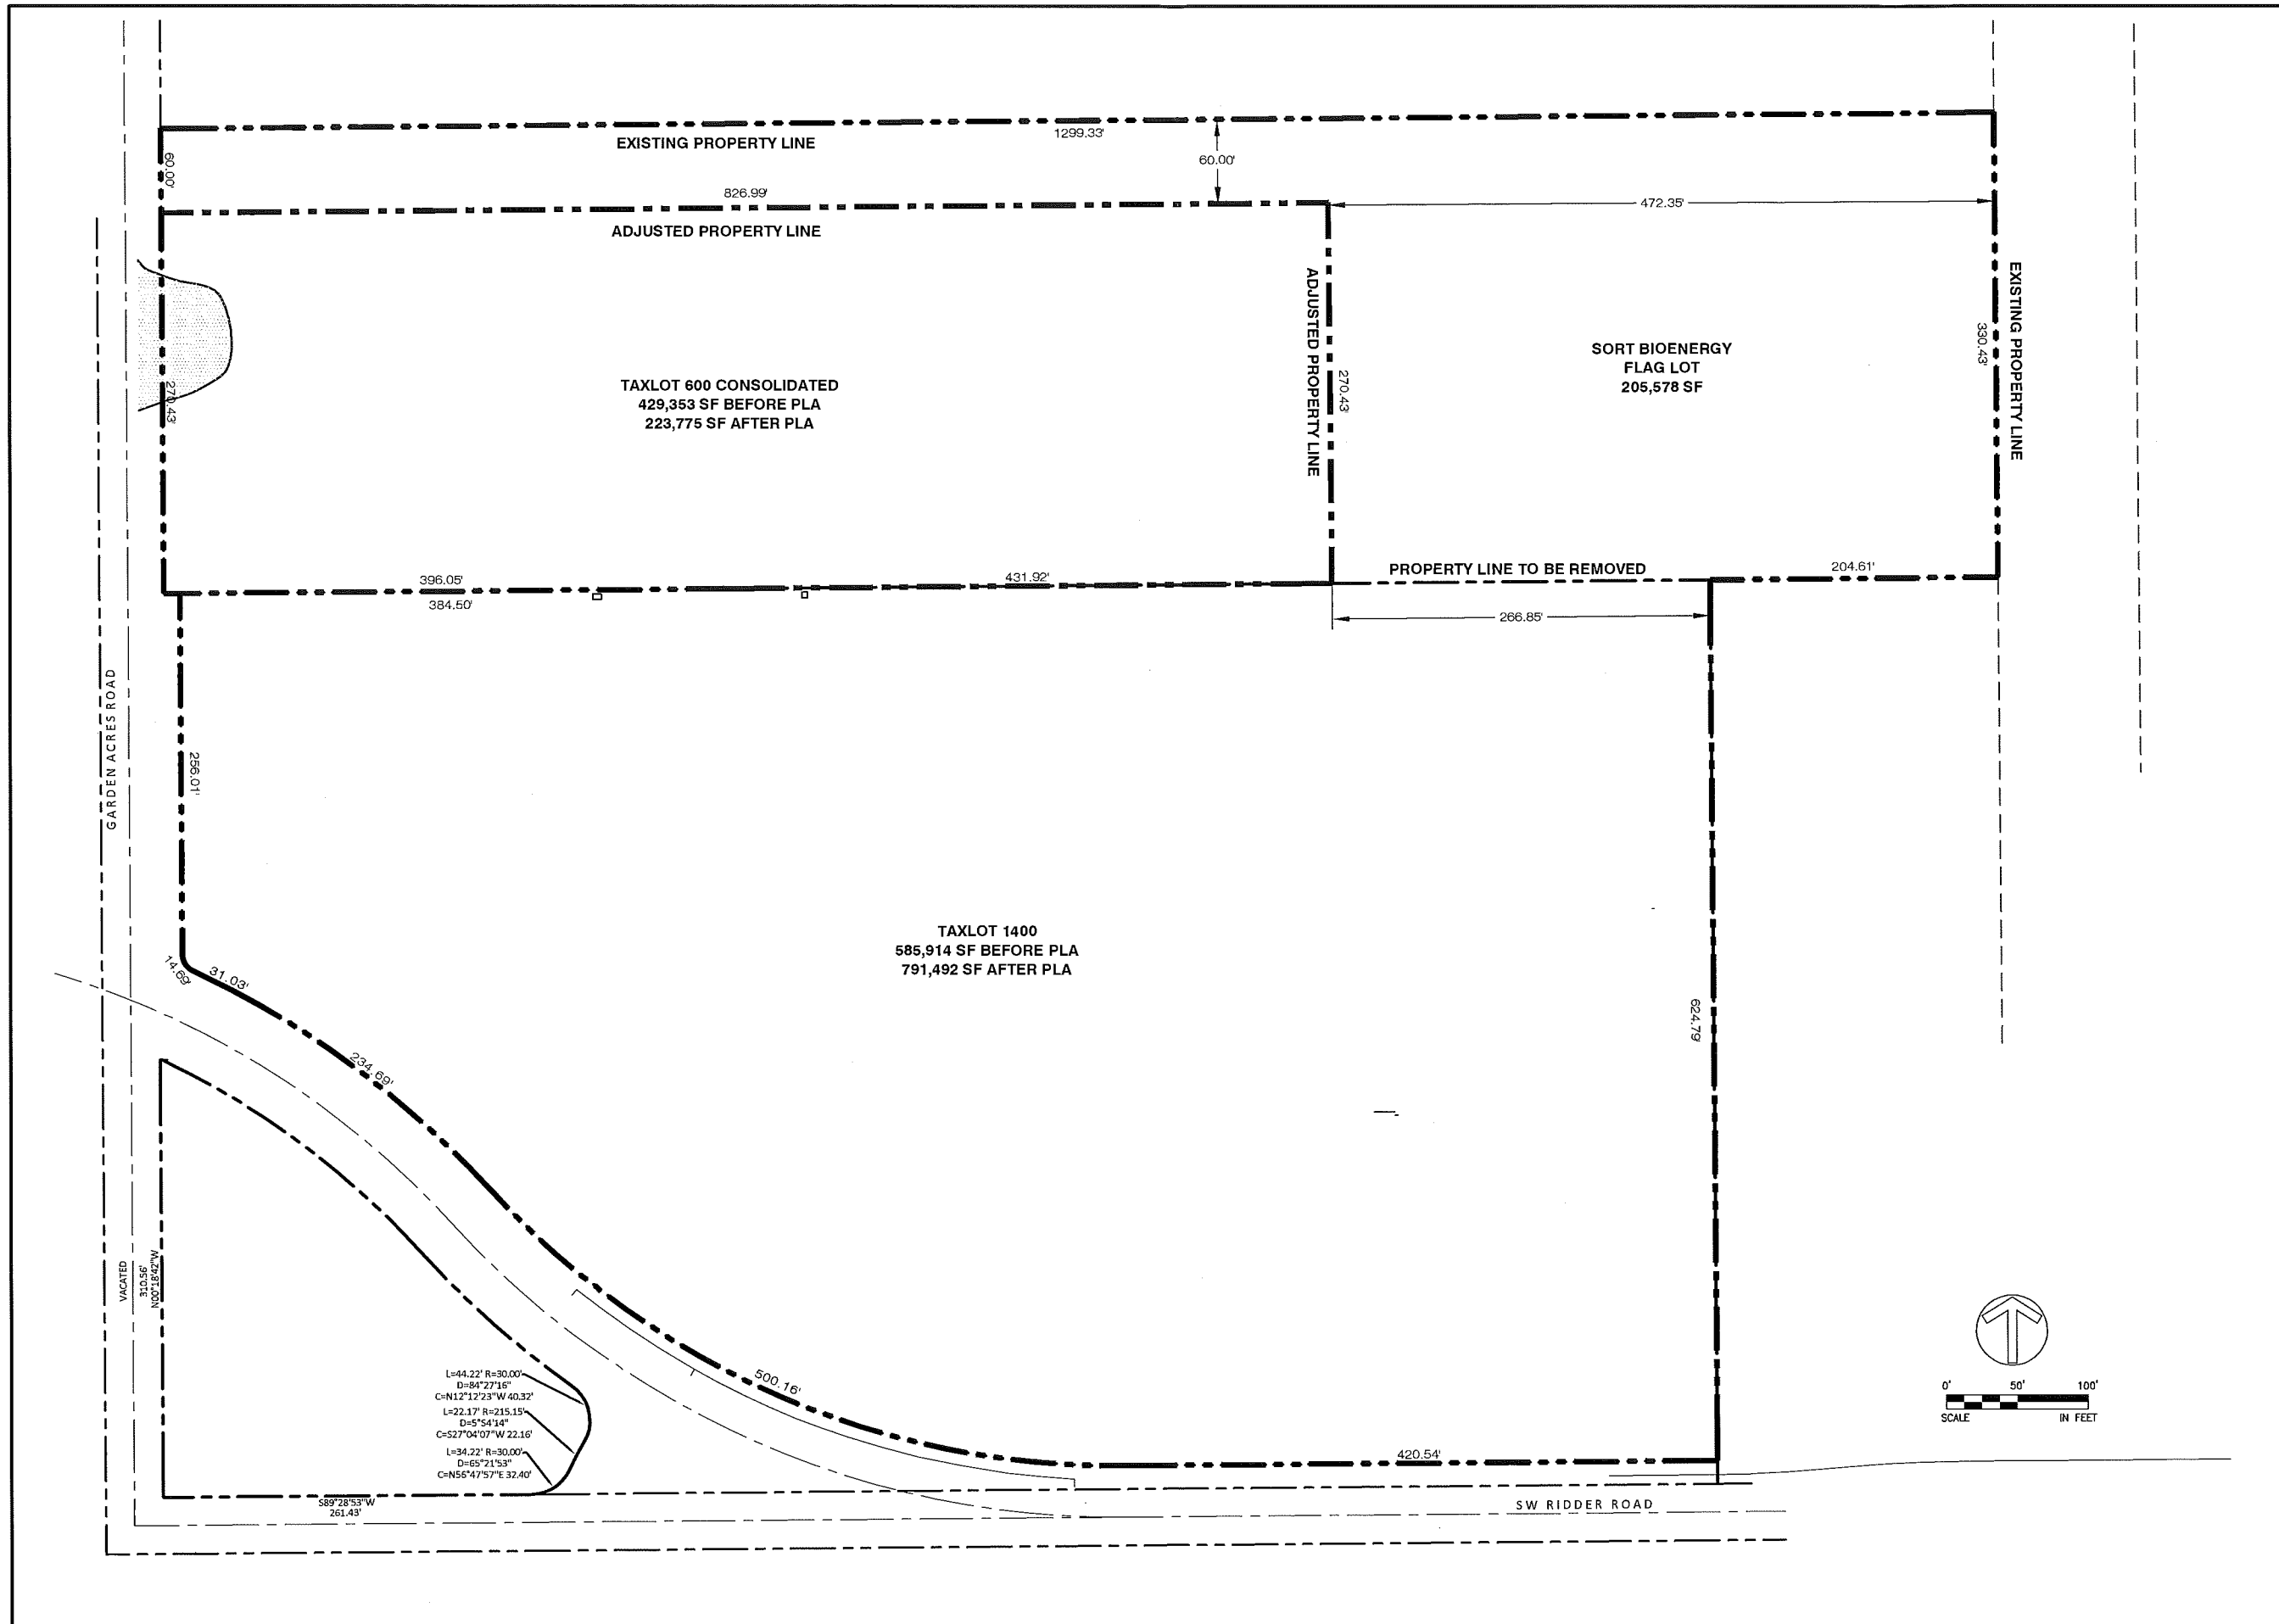 1299.33'
EXISTING PROPERTY LINE
60.00'
60.00'
826.99'
472.35'
ADJUSTED PROPERTY LINE
ADJUSTED PROPERTY LINE
EXISTING PROPERTY LINE
330.43'
SORT BIOENERGY
FLAG LOT
205,578 SF
TAXLOT 600 CONSOLIDATED
429,353 SF BEFORE PLA
223,775 SF AFTER PLA
270.43'
270.43'
PROPERTY LINE TO BE REMOVED
204.61'
396.05'
431.92'
384.50'
266.85'
GARDEN ACRES ROAD
256.01'
TAXLOT 1400
585,914 SF BEFORE PLA
791,492 SF AFTER PLA
14.69'
31.03'
624.79'
234.69'
VACATED
310.56'
N00°18'42"W
L=44.22' R=30.00'
D=84°27'16"
C=N12°12'23"W 40.32'
L=22.17' R=215.15'
D=5°54'14"
C=S27°04'07"W 22.16'
L=34.22' R=30.00'
D=65°21'53"
C=N56°47'57"E 32.40'
500.16'
420.54'
0' 50' 100'
SCALE IN FEET
S89°28'53"W
261.43'
SW RIDDER ROAD